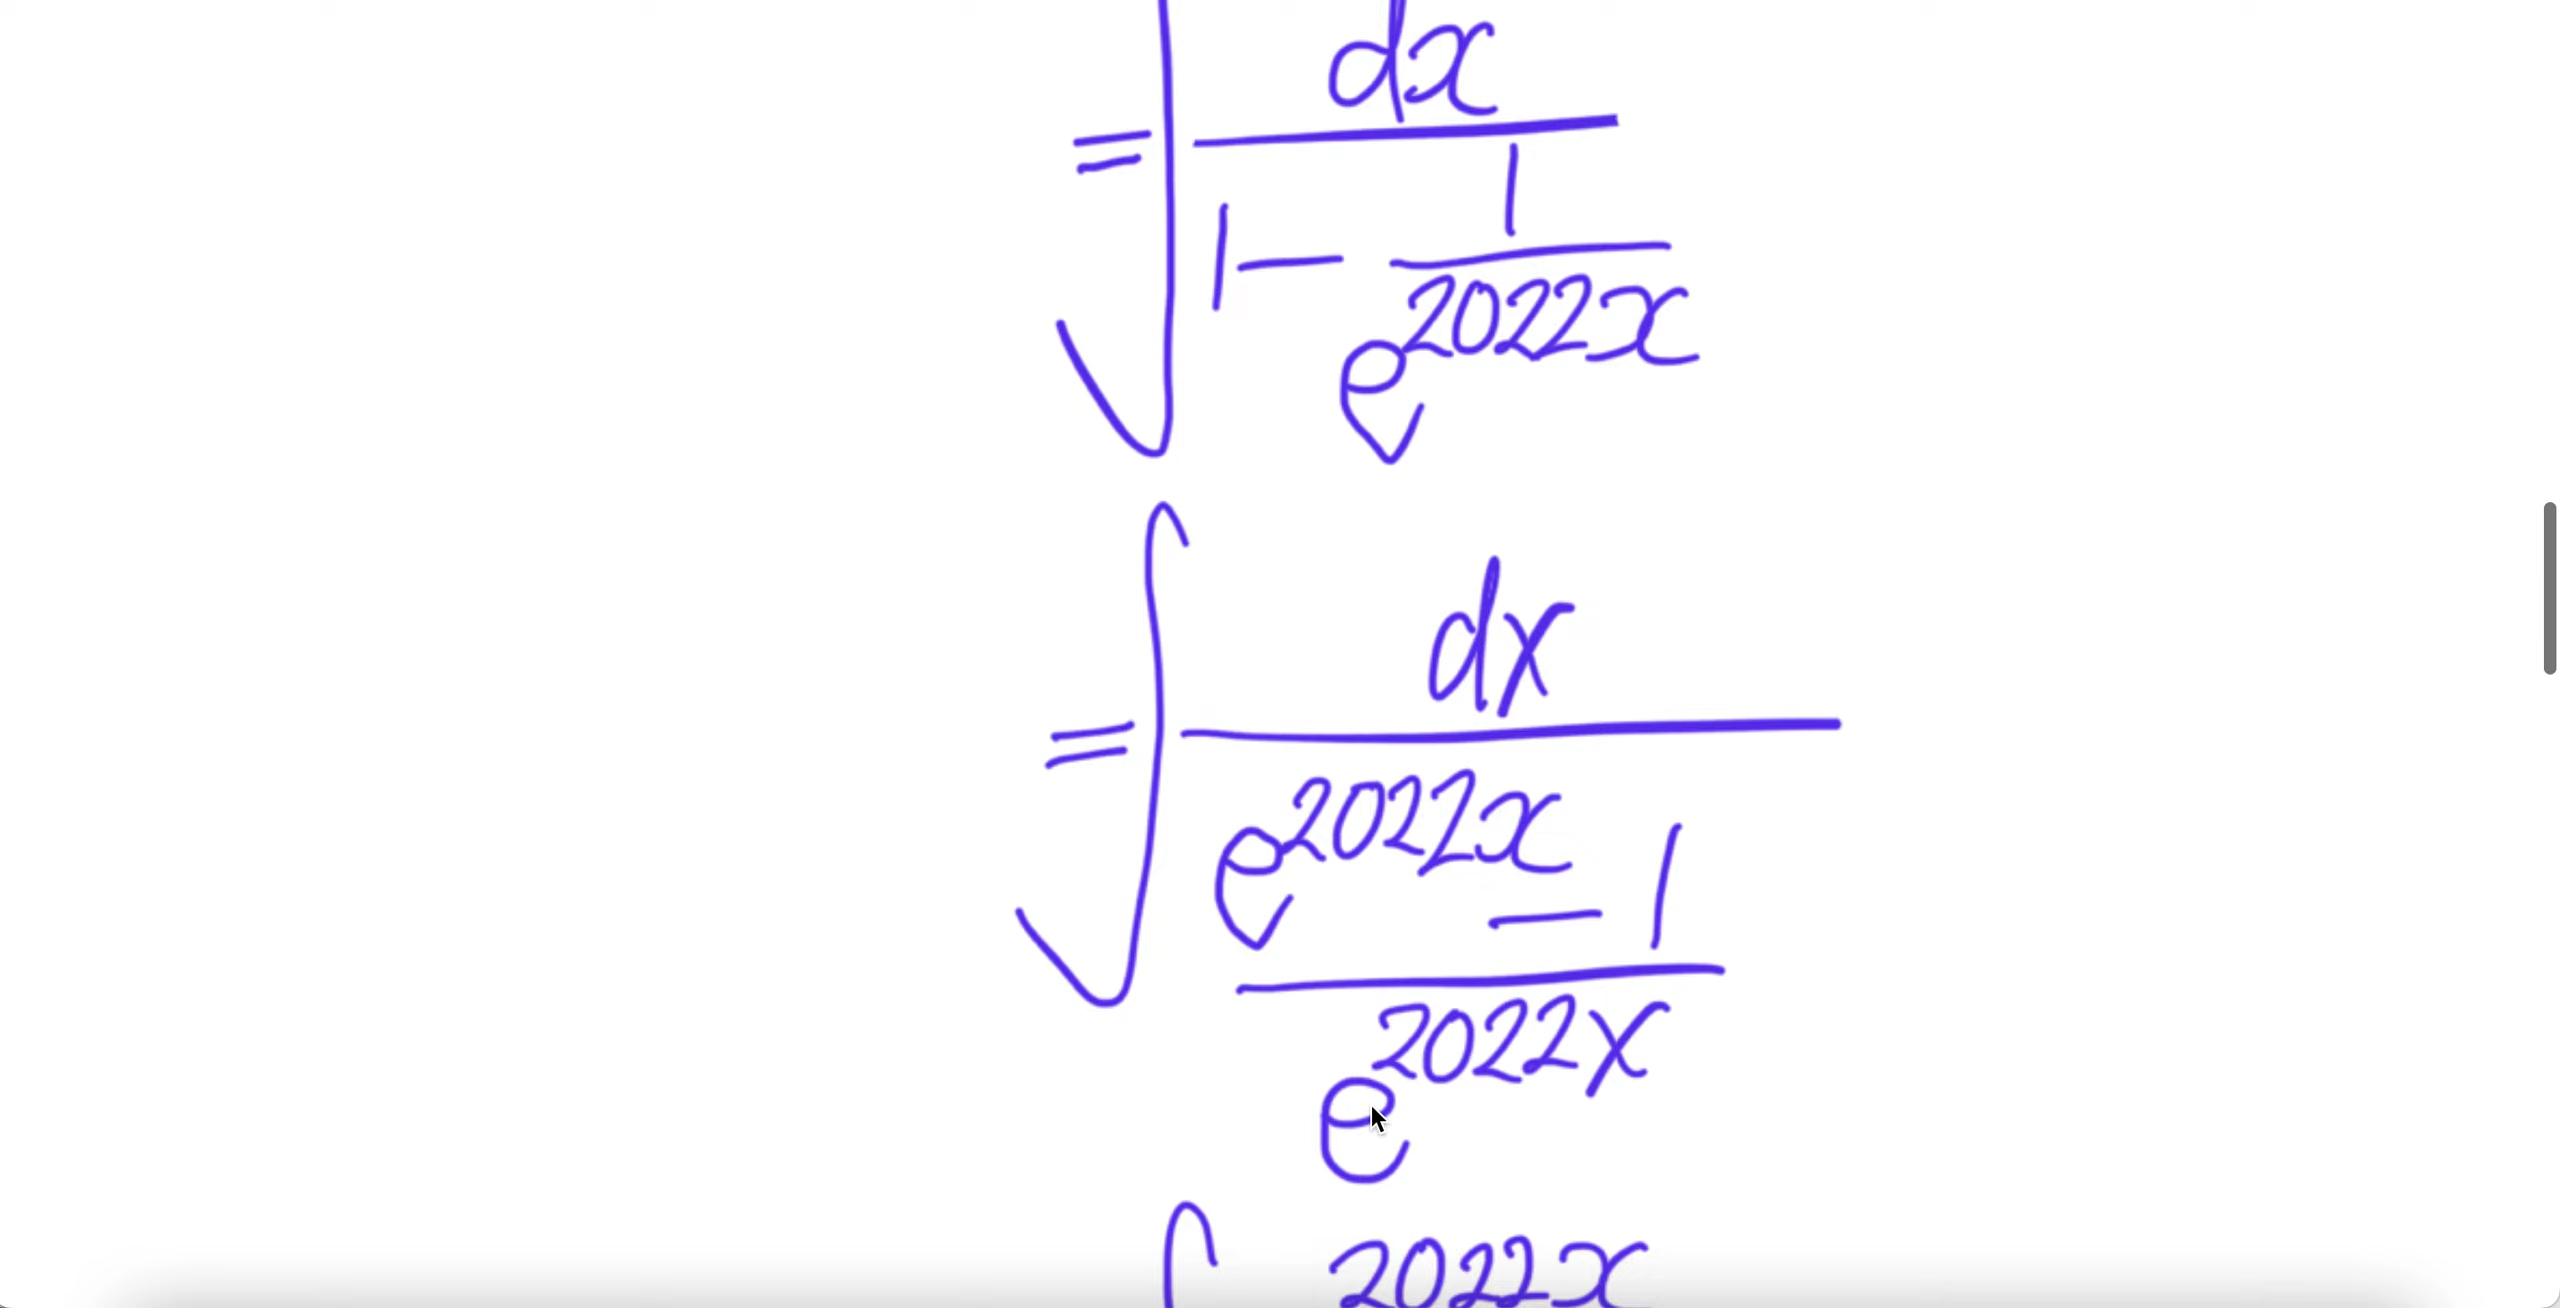 = ∫ dx / (1 − 1 / e^{2022x})
= ∫ dx / ((e^{2022x} − 1) / e^{2022x})
∫ 2022x